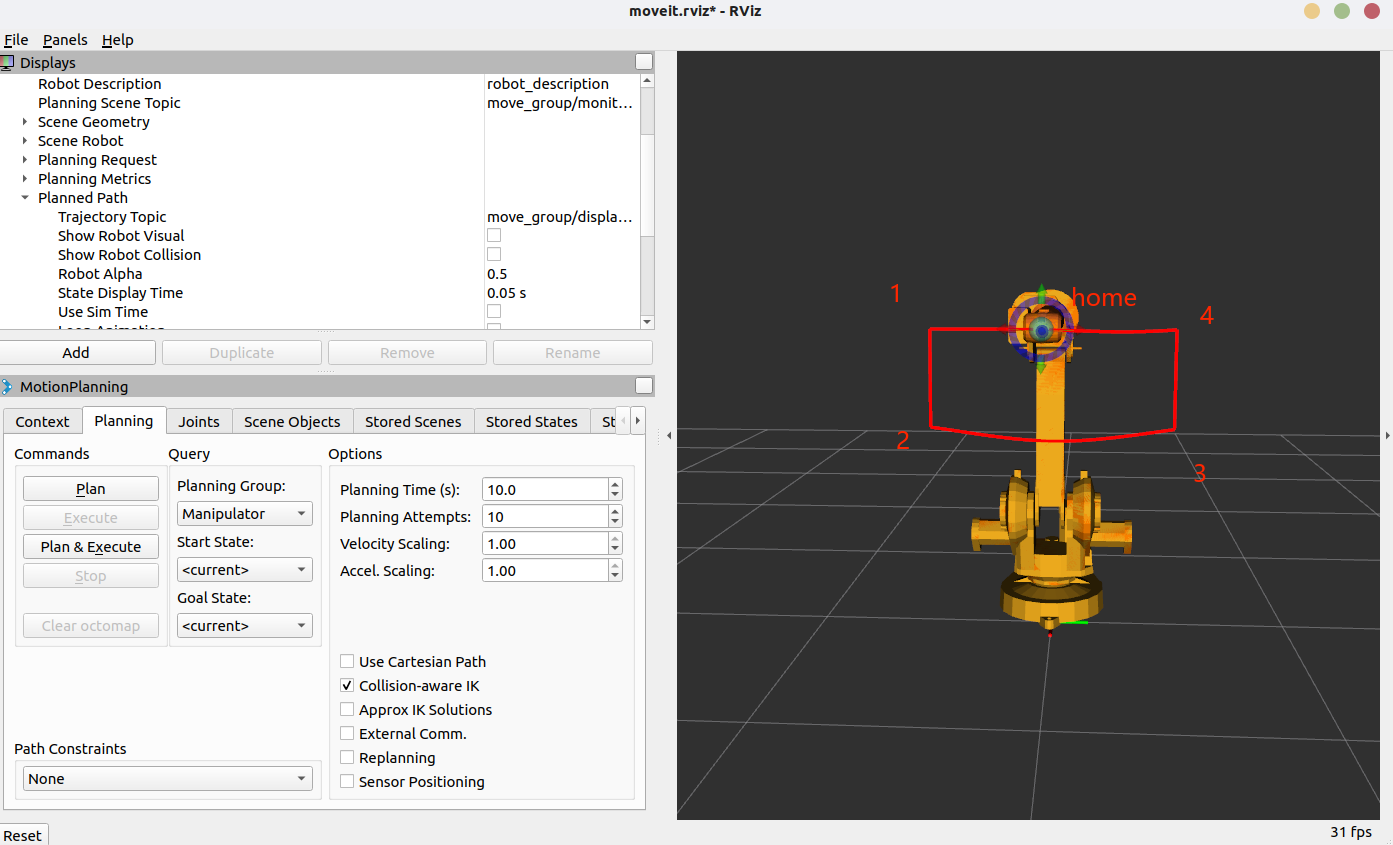 moveit.rviz* - RViz
File Panels Help
Displays
Robot Description robot_description
Planning Scene Topic move_group/monit...
Scene Geometry
Scene Robot
Planning Request
Planning Metrics
Planned Path
Trajectory Topic move_group/displa...
Show Robot Visual
Show Robot Collision
Robot Alpha 0.5
State Display Time 0.05 s
Use Sim Time
Loop Animation
Add Duplicate Remove Rename
MotionPlanning
Context Planning Joints Scene Objects Stored Scenes Stored States St
Commands Query Options
Plan
Execute
Plan & Execute
Stop
Clear octomap
Planning Group:
Manipulator
Start State:
<current>
Goal State:
<current>
Planning Time (s): 10.0
Planning Attempts: 10
Velocity Scaling: 1.00
Accel. Scaling: 1.00
Use Cartesian Path
Collision-aware IK
Approx IK Solutions
External Comm.
Replanning
Sensor Positioning
Path Constraints
None
Reset
1
home
4
2
3
31 fps